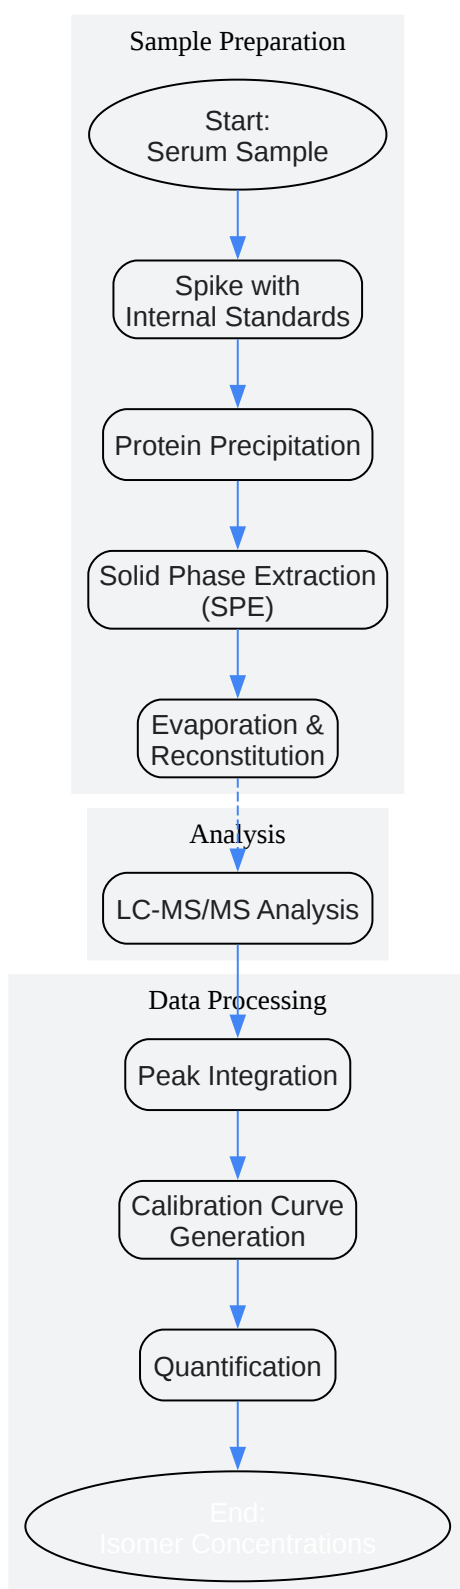 Sample Preparation
Start:
Serum Sample
Spike with
Internal Standards
Protein Precipitation
Solid Phase Extraction
(SPE)
Evaporation &
Reconstitution
Analysis
LC-MS/MS Analysis
Data Processing
Peak Integration
Calibration Curve
Generation
Quantification
End:
Isomer Concentrations